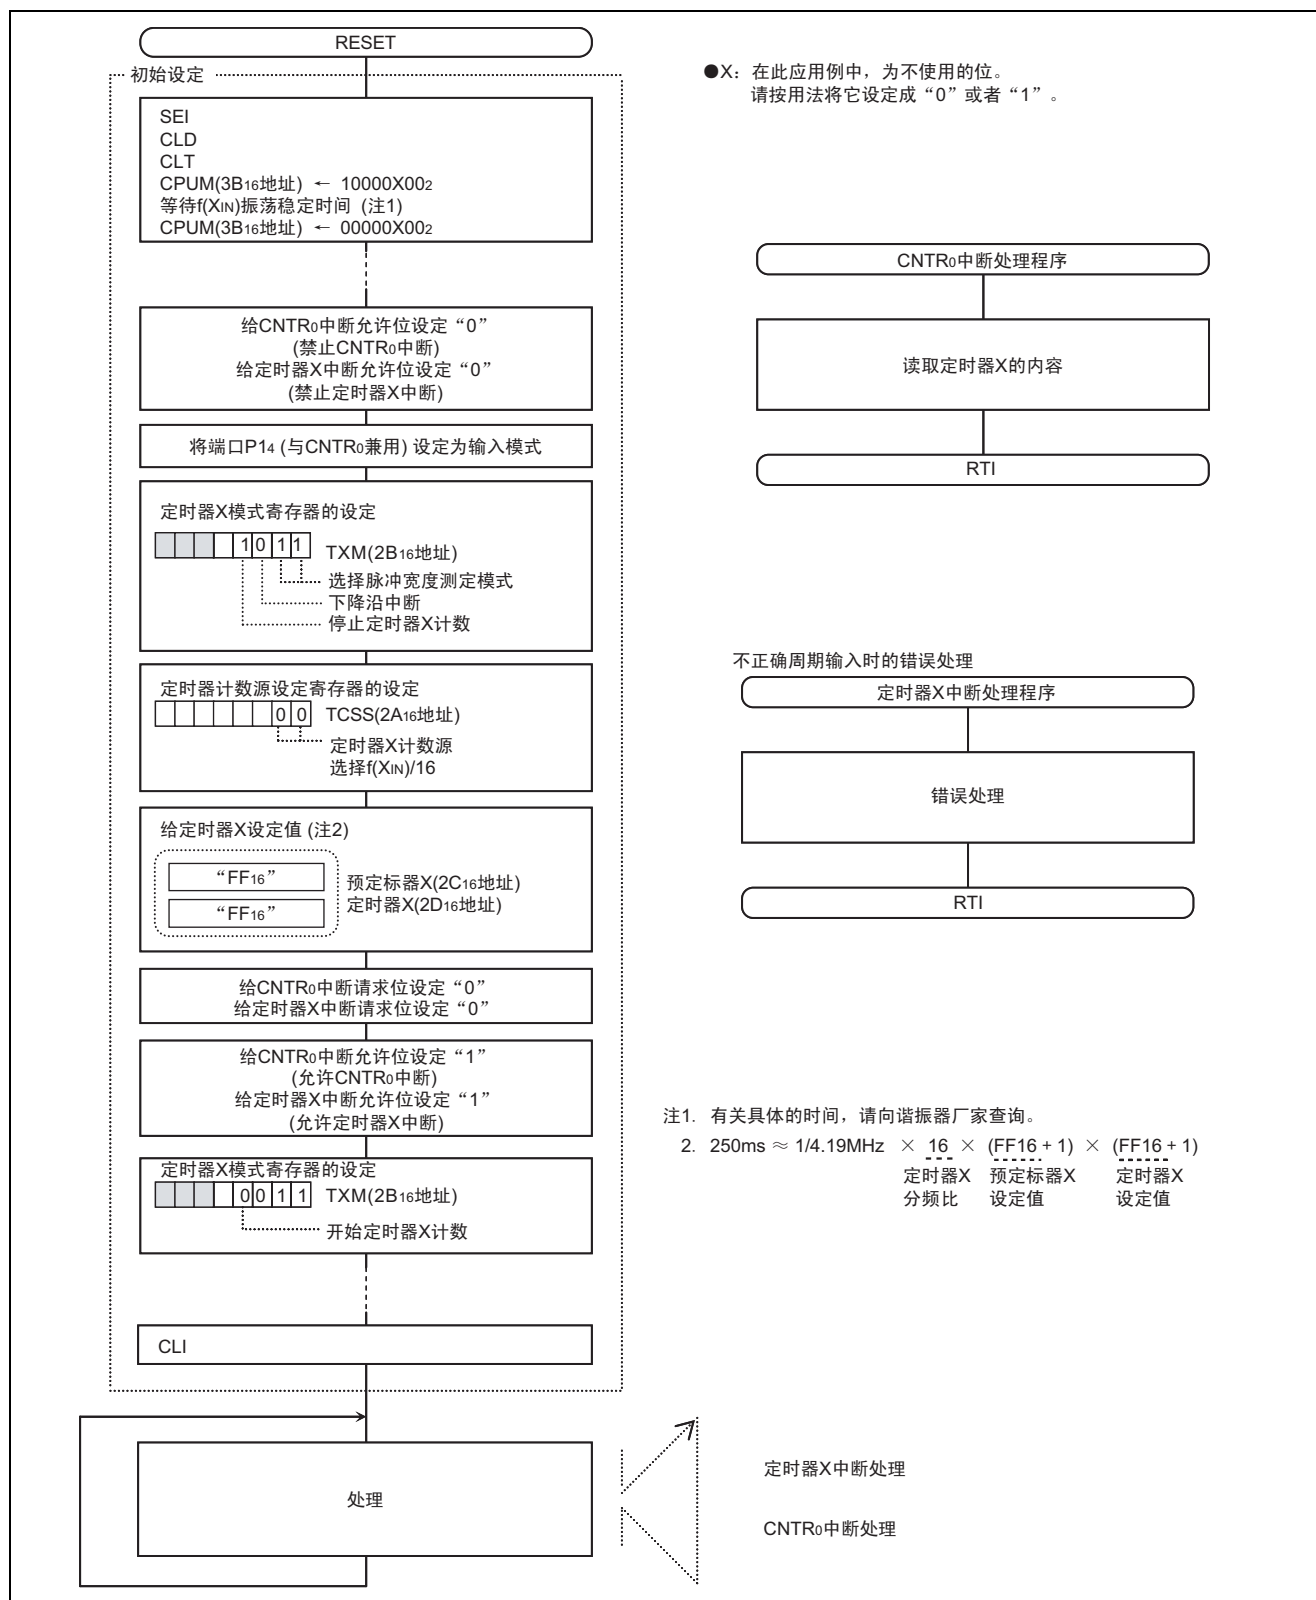 RESET
初始设定
SEI
CLD
CLT
CPUM(3B16地址) ← 10000X002
等待f(XIN)振荡稳定时间 (注1)
CPUM(3B16地址) ← 00000X002
给CNTR0中断允许位设定“0”
(禁止CNTR0中断)
给定时器X中断允许位设定“0”
(禁止定时器X中断)
将端口P14 (与CNTR0兼用) 设定为输入模式
定时器X模式寄存器的设定
1 0 1 1 TXM(2B16地址)
选择脉冲宽度测定模式
下降沿中断
停止定时器X计数
定时器计数源设定寄存器的设定
0 0 TCSS(2A16地址)
定时器X计数源
选择f(XIN)/16
给定时器X设定值 (注2)
“FF16”
预定标器X(2C16地址)
“FF16”
定时器X(2D16地址)
给CNTR0中断请求位设定“0”
给定时器X中断请求位设定“0”
给CNTR0中断允许位设定“1”
(允许CNTR0中断)
给定时器X中断允许位设定“1”
(允许定时器X中断)
定时器X模式寄存器的设定
0 0 1 1 TXM(2B16地址)
开始定时器X计数
CLI
处理
●X：在此应用例中，为不使用的位。
请按用法将它设定成“0”或者“1”。
CNTR0中断处理程序
读取定时器X的内容
RTI
不正确周期输入时的错误处理
定时器X中断处理程序
错误处理
RTI
注1. 有关具体的时间，请向谐振器厂家查询。
2. 250ms ≈ 1/4.19MHz × 16 × (FF16 + 1) × (FF16 + 1)
定时器X 预定标器X 定时器X
分频比 设定值 设定值
定时器X中断处理
CNTR0中断处理